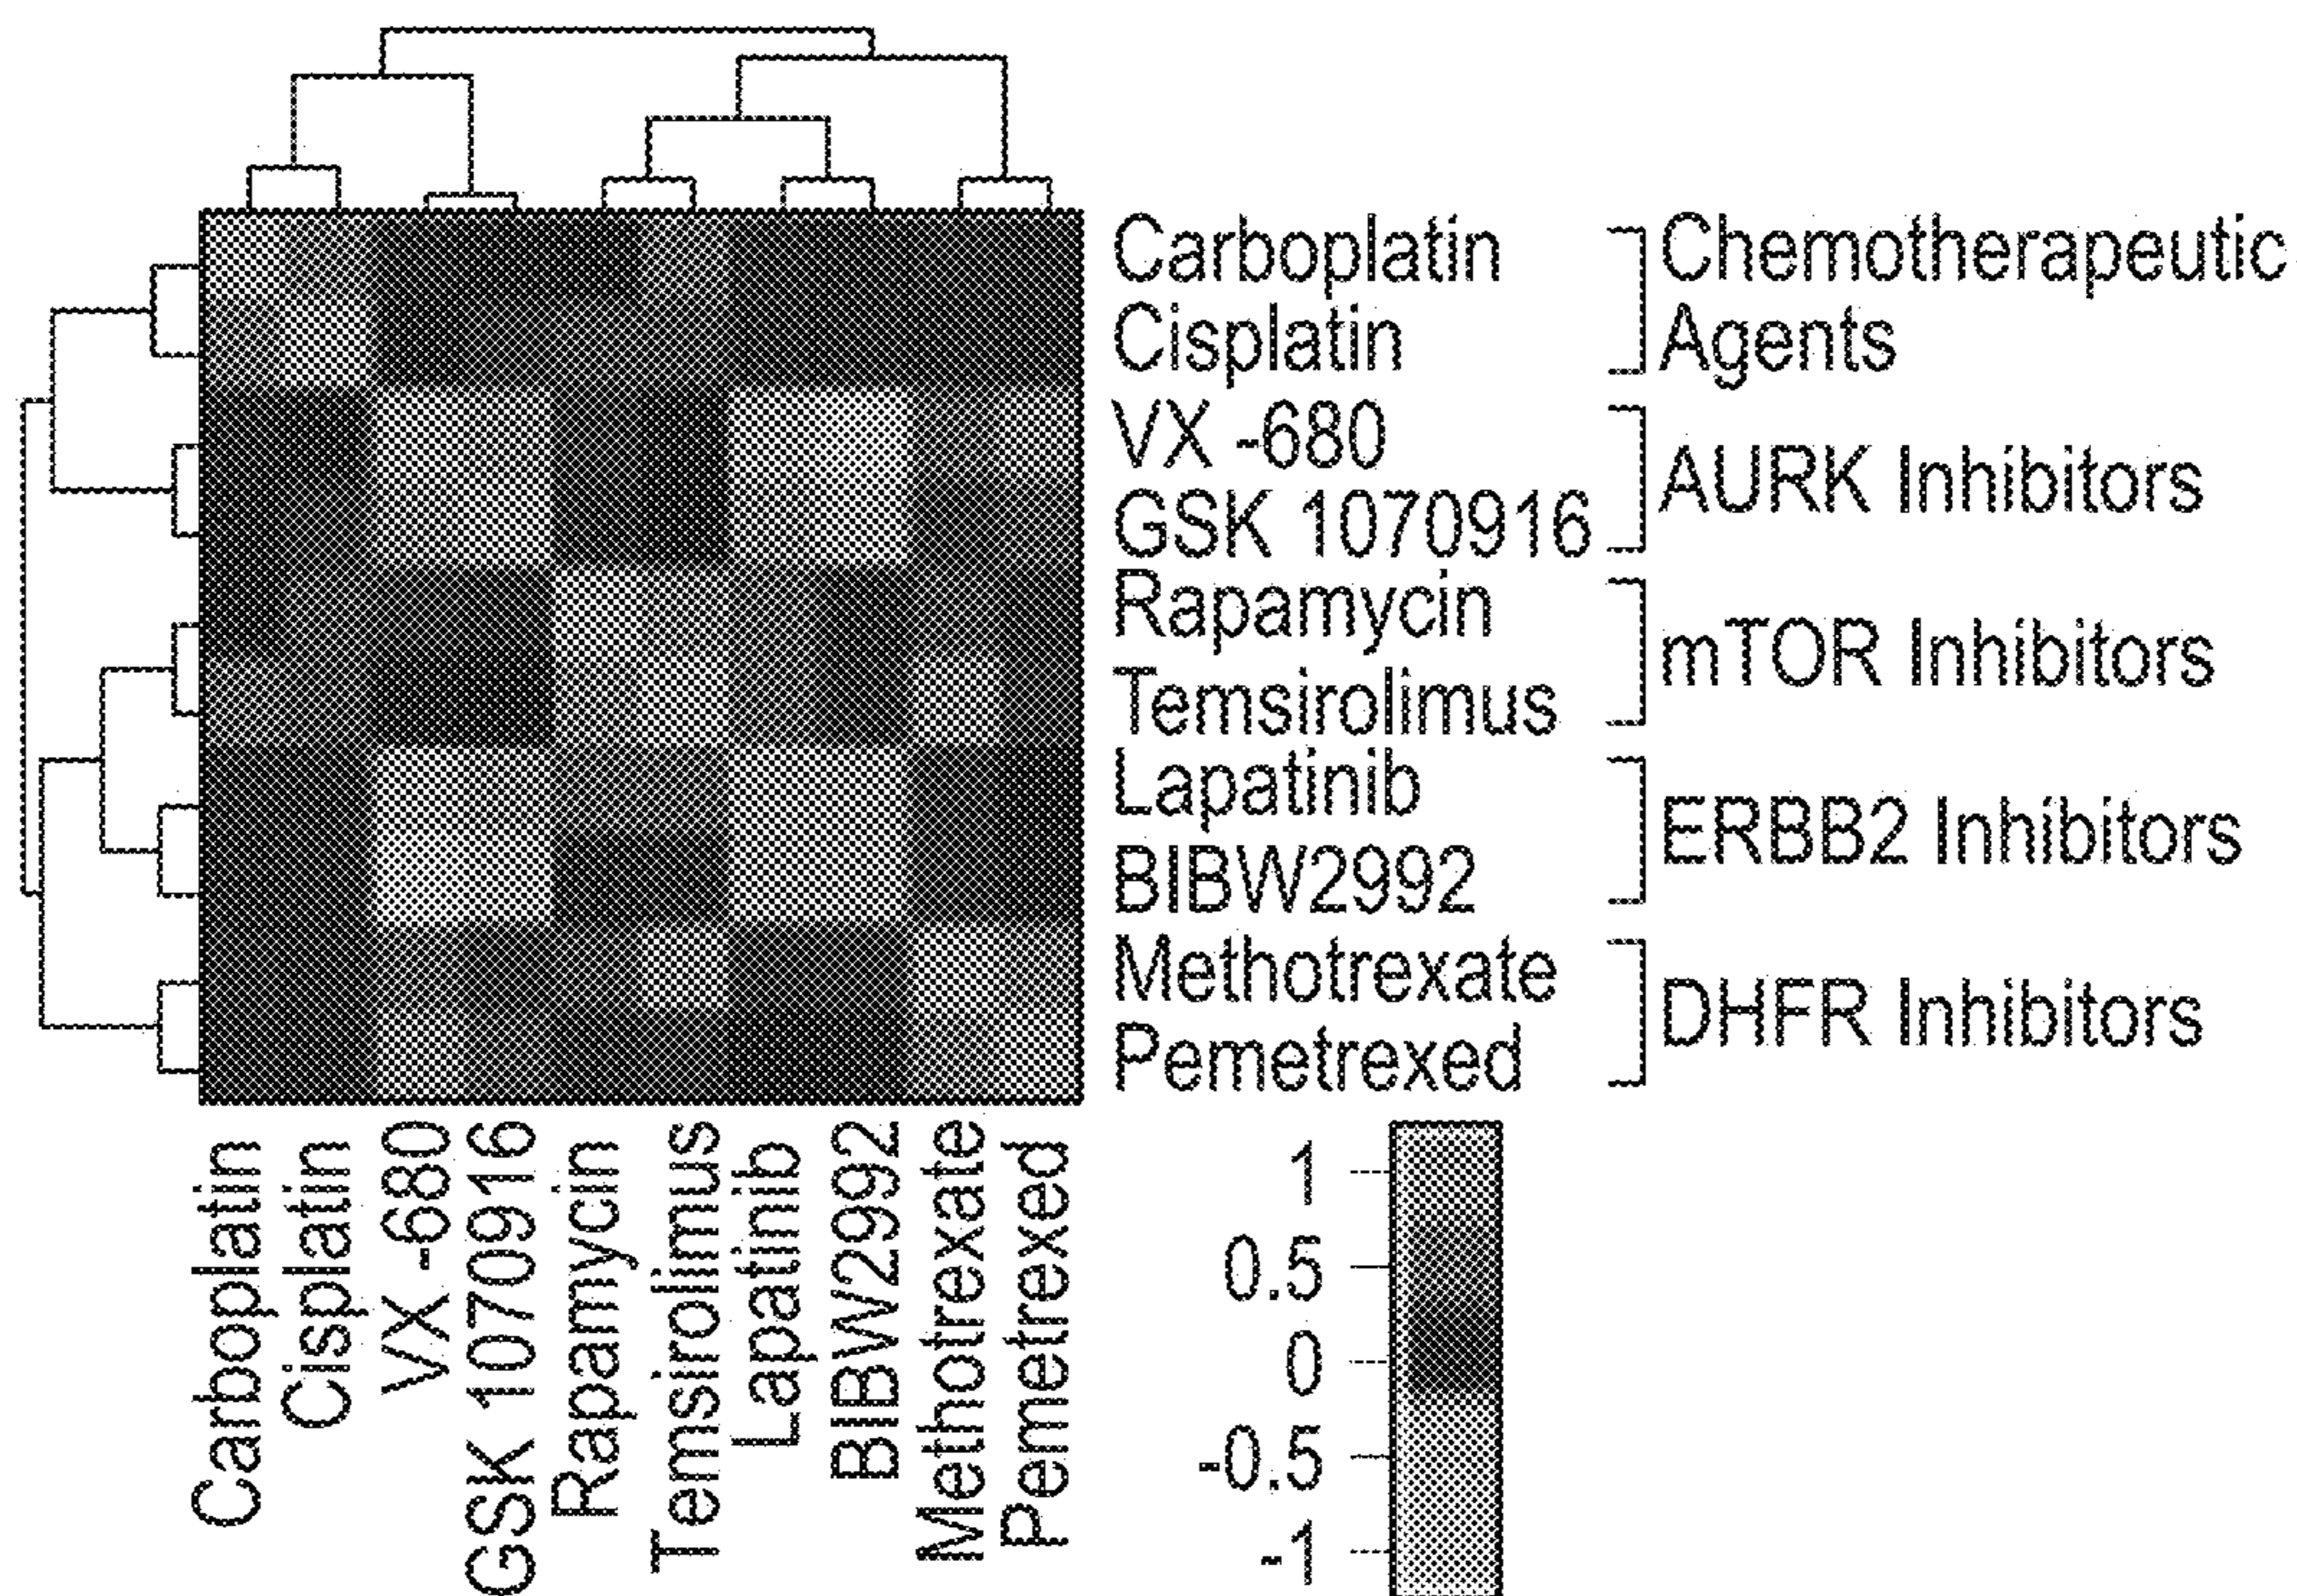 Carboplatin
Cisplatin
VX -680
GSK 1070916
Rapamycin
Temsirolimus
Lapatinib
BIBW2992
Methotrexate
Pemetrexed
Chemotherapeutic
Agents
AURK Inhibitors
mTOR Inhibitors
ERBB2 Inhibitors
DHFR Inhibitors
Carboplatin
Cisplatin
VX -680
GSK 1070916
Rapamycin
Temsirolimus
Lapatinib
BIBW2992
Methotrexate
Pemetrexed
1
0.5
0
-0.5
-1